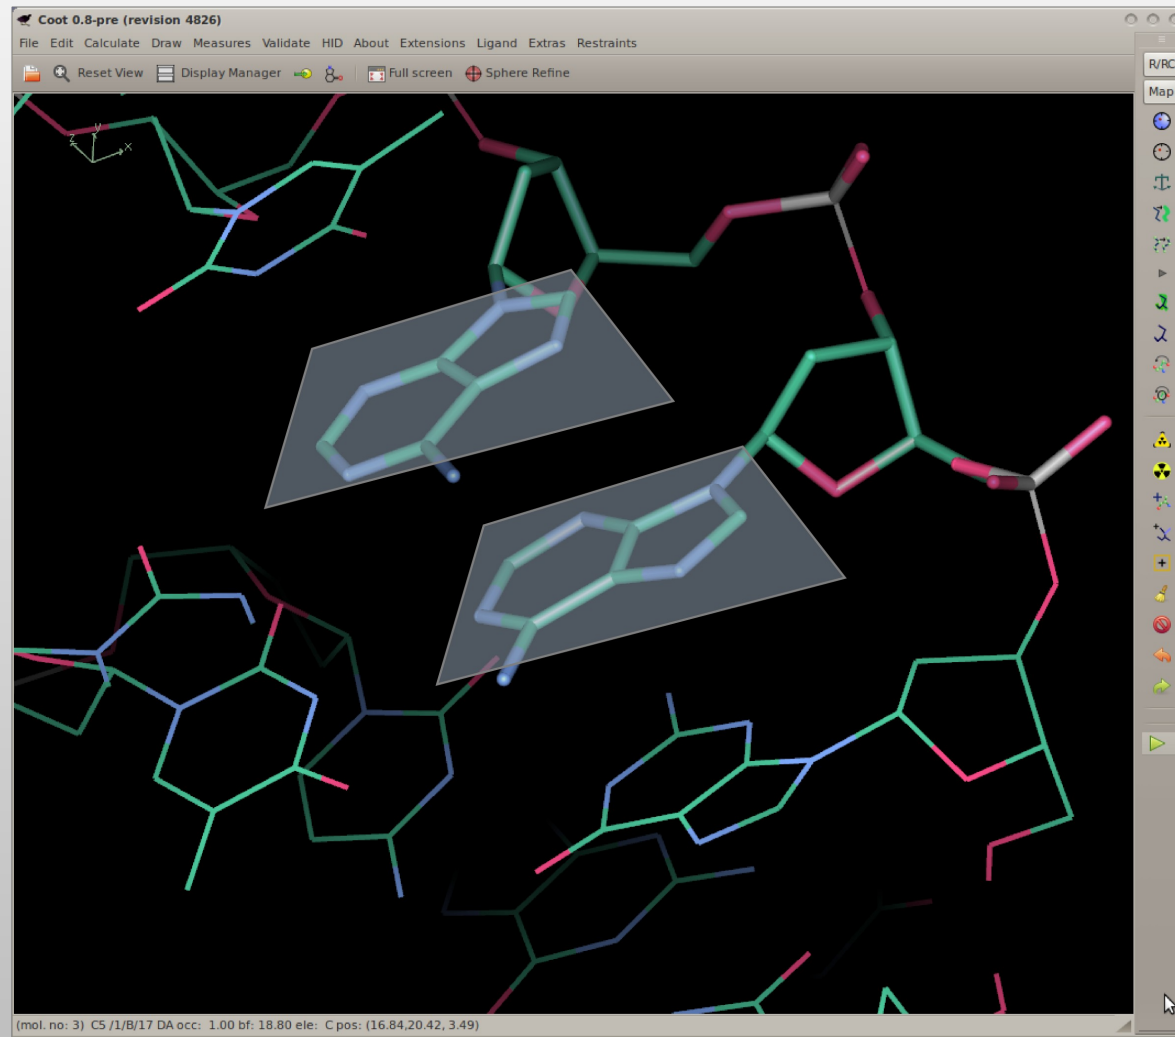 Coot 0.8-pre (revision 4826)
File Edit Calculate Draw Measures Validate HID About Extensions Ligand Extras Restraints
Reset View Display Manager Full screen Sphere Refine
R/RC
Map
z y x
(mol. no: 3) C5 /1/B/17 DA occ: 1.00 bf: 18.80 ele: C pos: (16.84,20.42, 3.49)